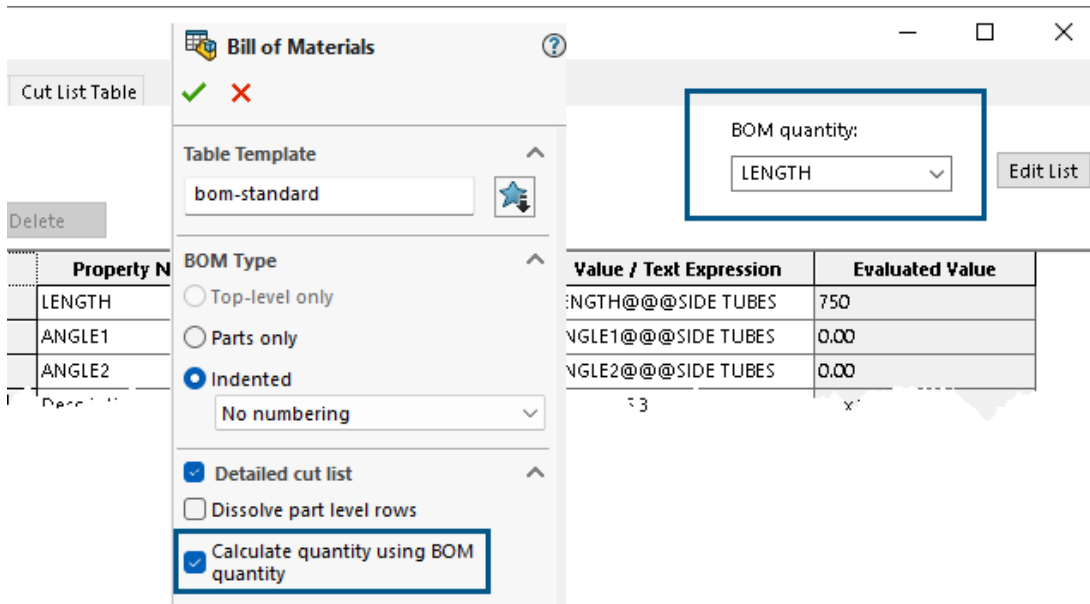 Bill of Materials
Cut List Table
BOM quantity:
LENGTH
Edit List
Table Template
bom-standard
Delete
BOM Type
Top-level only
Parts only
Indented
No numbering
Detailed cut list
Dissolve part level rows
Calculate quantity using BOM
quantity
Property N Value / Text Expression Evaluated Value
LENGTH ENGTH@@@SIDE TUBES 750
ANGLE1 NGLE1@@@SIDE TUBES 0.00
ANGLE2 NGLE2@@@SIDE TUBES 0.00